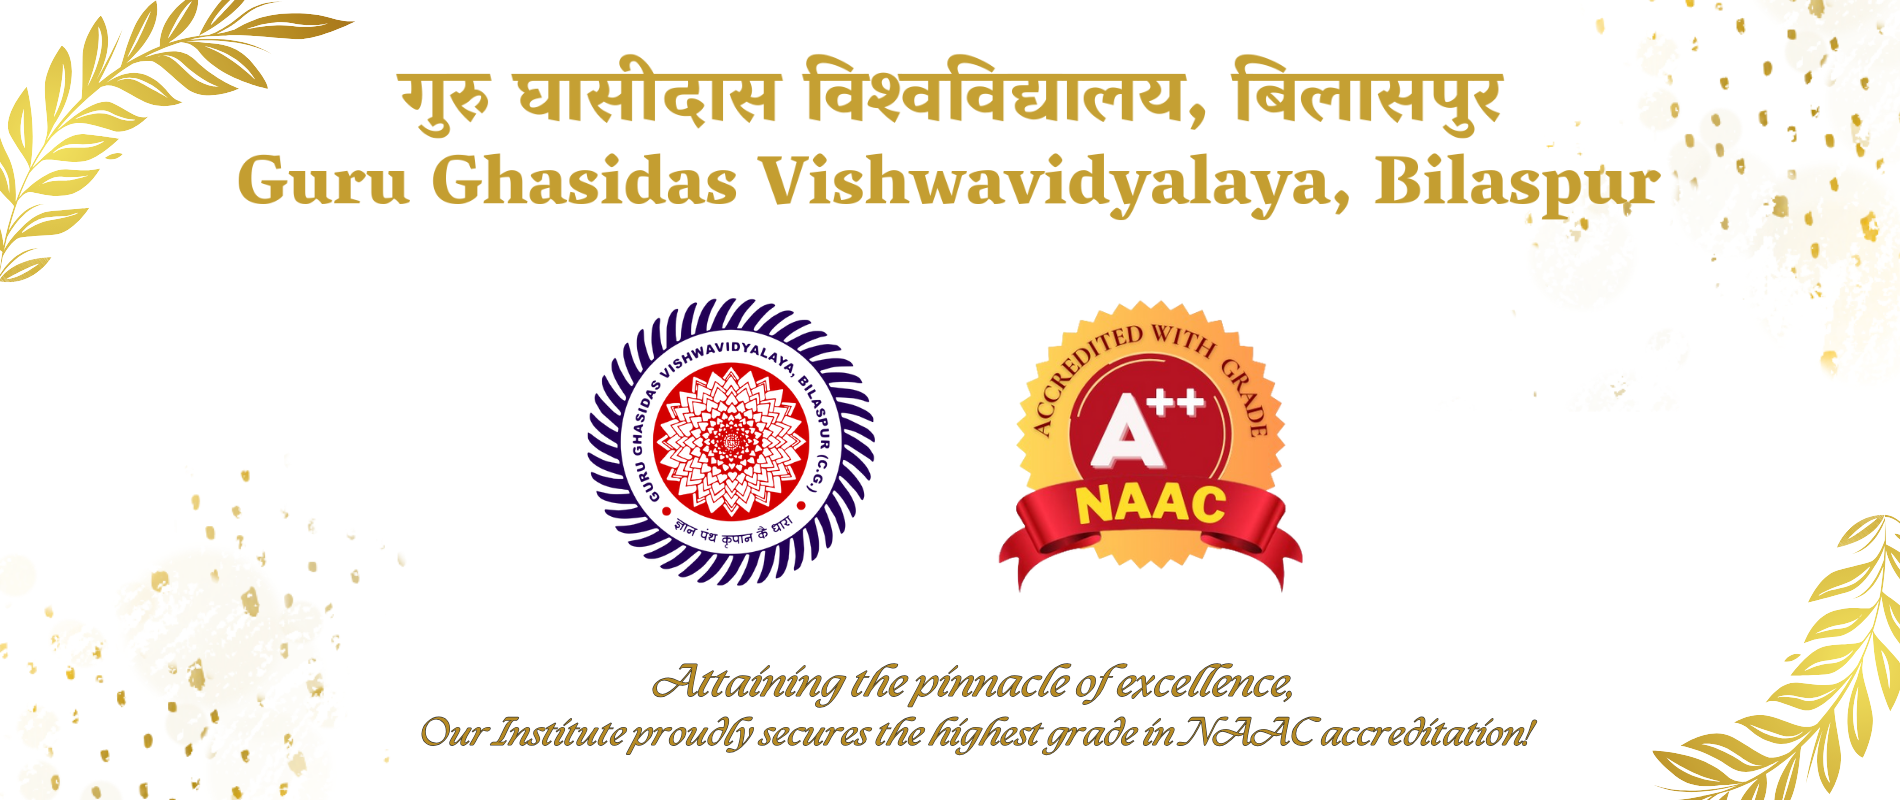 गुरु घासीदास विश्वविद्यालय, बिलासपुर
Guru Ghasidas Vishwavidyalaya, Bilaspur
GURU GHASIDAS VISHWAVIDYALAYA, BILASPUR (C.G.)
ज्ञान पंथ कृपान कै धारा
ACCREDITED WITH GRADE
A++
NAAC
Attaining the pinnacle of excellence,
Our Institute proudly secures the highest grade in NAAC accreditation!